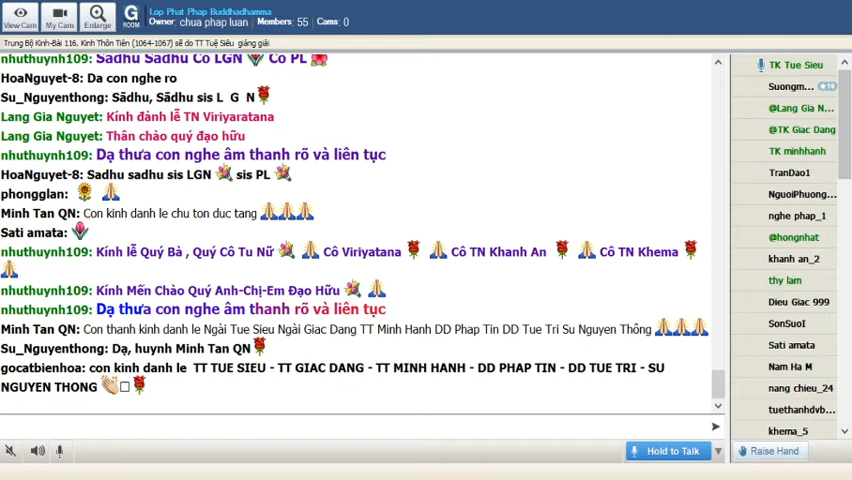 Lop Phat Phap Buddhadhamma
Owner: chua phap luan Members: 55 Cams: 0
View Cam
My Cam
Enlarge
G
ROOM
Trung Bộ Kinh-Bài 116. Kinh Thôn Tiên (1064-1067) sẽ do TT Tuệ Siêu giảng giải
nhuthuynh109: Sādhu Sādhu Cô LGN Cô PL
HoaNguyet-8: Da con nghe ro
Su_Nguyenthong: Sādhu, Sādhu sis L G N
Lang Gia Nguyet: Kính đảnh lễ TN Viriyaratana
Lang Gia Nguyet: Thân chào quý đạo hữu
nhuthuynh109: Dạ thưa con nghe âm thanh rõ và liên tục
HoaNguyet-8: Sadhu sadhu sis LGN sis PL
phongglan:
Minh Tan QN: Con kinh danh le chu ton duc tang
Sati amata:
nhuthuynh109: Kính lễ Quý Bà , Quý Cô Tu Nữ Cô Viriyatana Cô TN Khanh An Cô TN Khema
nhuthuynh109: Kính Mến Chào Quý Anh-Chị-Em Đạo Hữu
nhuthuynh109: Dạ thưa con nghe âm thanh rõ và liên tục
Minh Tan QN: Con thanh kinh danh le Ngài Tue Sieu Ngài Giac Dang TT Minh Hanh DD Phap Tin DD Tue Tri Su Nguyen Thông
Su_Nguyenthong: Dạ, huynh Minh Tan QN
gocatbienhoa: con kinh danh le TT TUE SIEU - TT GIAC DANG - TT MINH HANH - DD PHAP TIN - DD TUE TRI - SU
NGUYEN THONG
Hold to Talk
TK Tue Sieu
Suongm... 10
@Lang Gia N...
@TK Giac Dang
TK minhhanh
TranDao1
NguoiPhuong...
nghe phap_1
@hongnhat
khanh an_2
thy lam
Dieu Giac 999
SonSuoI
Sati amata
Nam Ha M
nang chieu_24
tuethanhdvb...
khema_5
Raise Hand